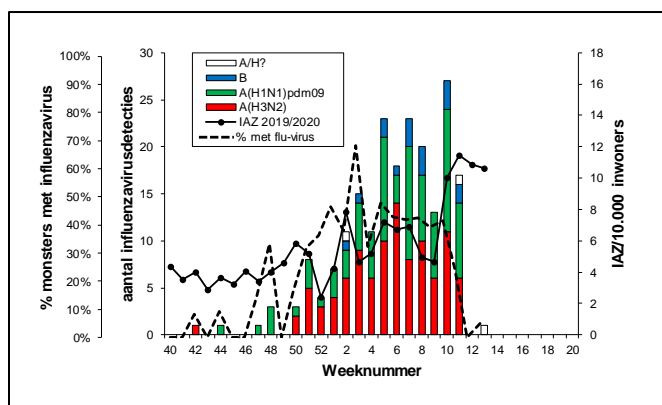 A/H?
B
A(H1N1)pdm09
A(H3N2)
IAZ 2019/2020
% met flu-virus
% monsters met influenzavirus
100%
90%
80%
70%
60%
50%
40%
30%
20%
10%
0%
aantal influenzavirusdetecties
30
25
20
15
10
5
0
IAZ/10.000 inwoners
18
16
14
12
10
8
6
4
2
0
40 42 44 46 48 50 52 2 4 6 8 10 12 14 16 18 20
Weeknummer